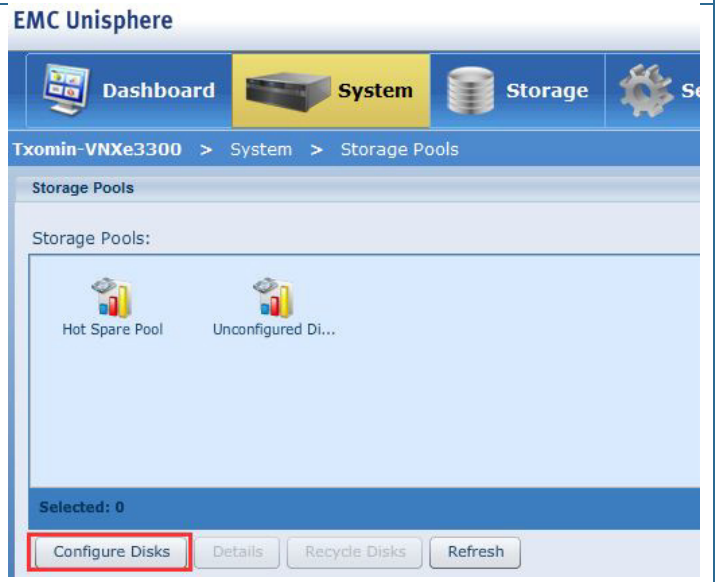 EMC Unisphere
Dashboard System Storage Se
Txomin-VNXe3300 > System > Storage Pools
Storage Pools
Storage Pools:
Hot Spare Pool Unconfigured Di...
Selected: 0
Configure Disks Details Recycle Disks Refresh